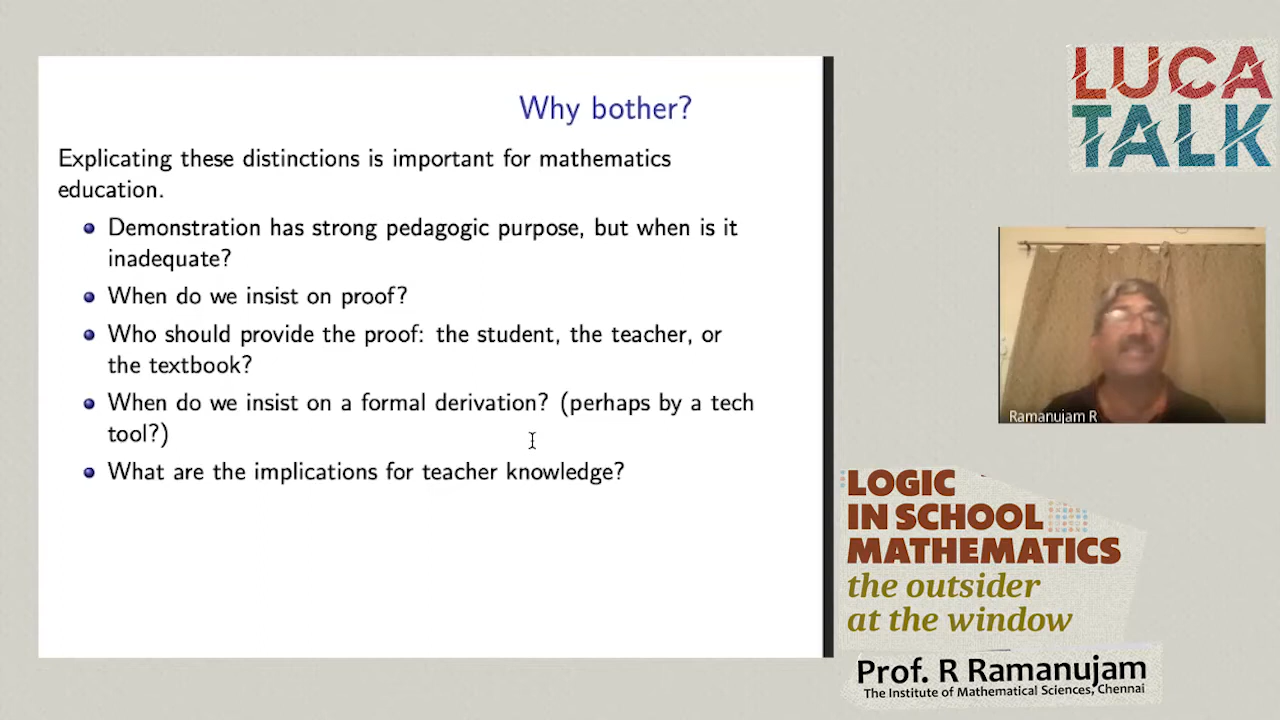 Why bother?
Explicating these distinctions is important for mathematics
education.
Demonstration has strong pedagogic purpose, but when is it
inadequate?
When do we insist on proof?
Who should provide the proof: the student, the teacher, or
the textbook?
When do we insist on a formal derivation? (perhaps by a tech
tool?)
What are the implications for teacher knowledge?
LUCA
TALK
Ramanujam R
LOGIC
IN SCHOOL
MATHEMATICS
the outsider
at the window
Prof. R Ramanujam
The Institute of Mathematical Sciences, Chennai